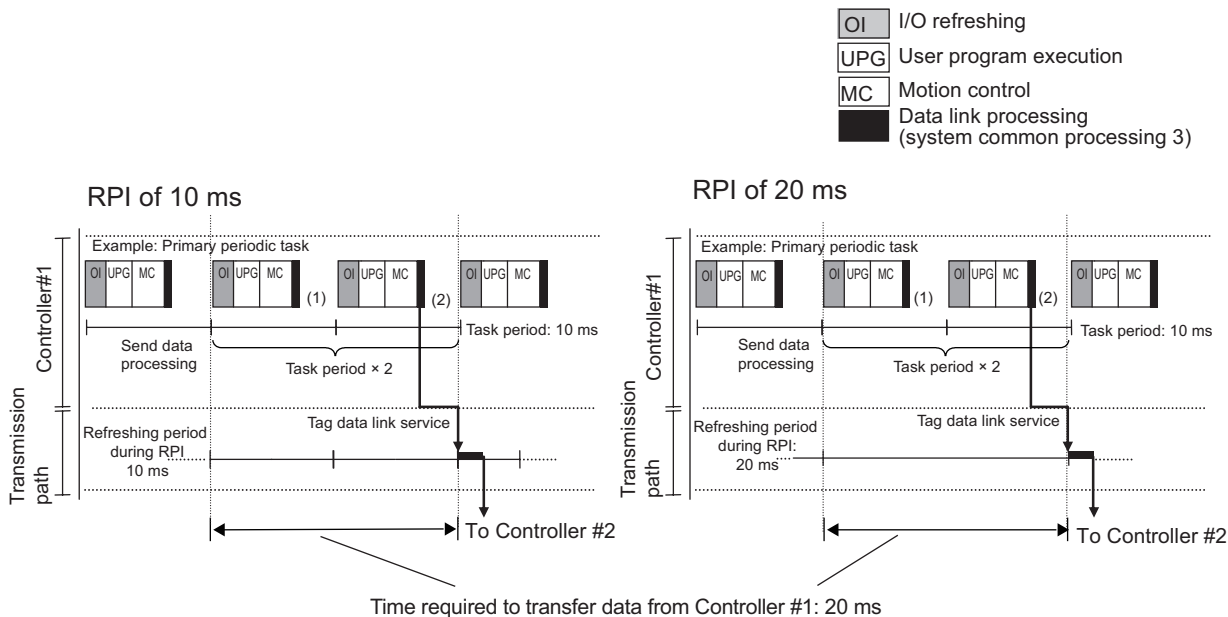 OI I/O refreshing
UPG User program execution
MC Motion control
Data link processing
(system common processing 3)
RPI of 10 ms
Controller#1
Example: Primary periodic task
OI UPG MC
OI UPG MC
(1)
OI UPG MC
(2)
OI UPG MC
Task period: 10 ms
Send data
processing
Task period × 2
Transmission
path
Tag data link service
Refreshing period
during RPI
10 ms
To Controller #2
RPI of 20 ms
Controller#1
Example: Primary periodic task
OI UPG MC
OI UPG MC
(1)
OI UPG MC
(2)
OI UPG MC
Task period: 10 ms
Send data
processing
Task period × 2
Transmission
path
Tag data link service
Refreshing period
during RPI:
20 ms
To Controller #2
Time required to transfer data from Controller #1: 20 ms